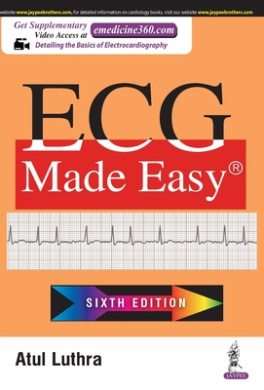 website www.jaypeebrothers.com, for detailed information on cardiology books, visit our website www.jaypeebrothers.com
Get Supplementary
Video Access at emedicine360.com
Detailing the Basics of Electrocardiography
ECG
Made Easy®
SIXTH EDITION
Atul Luthra
JAYPEE